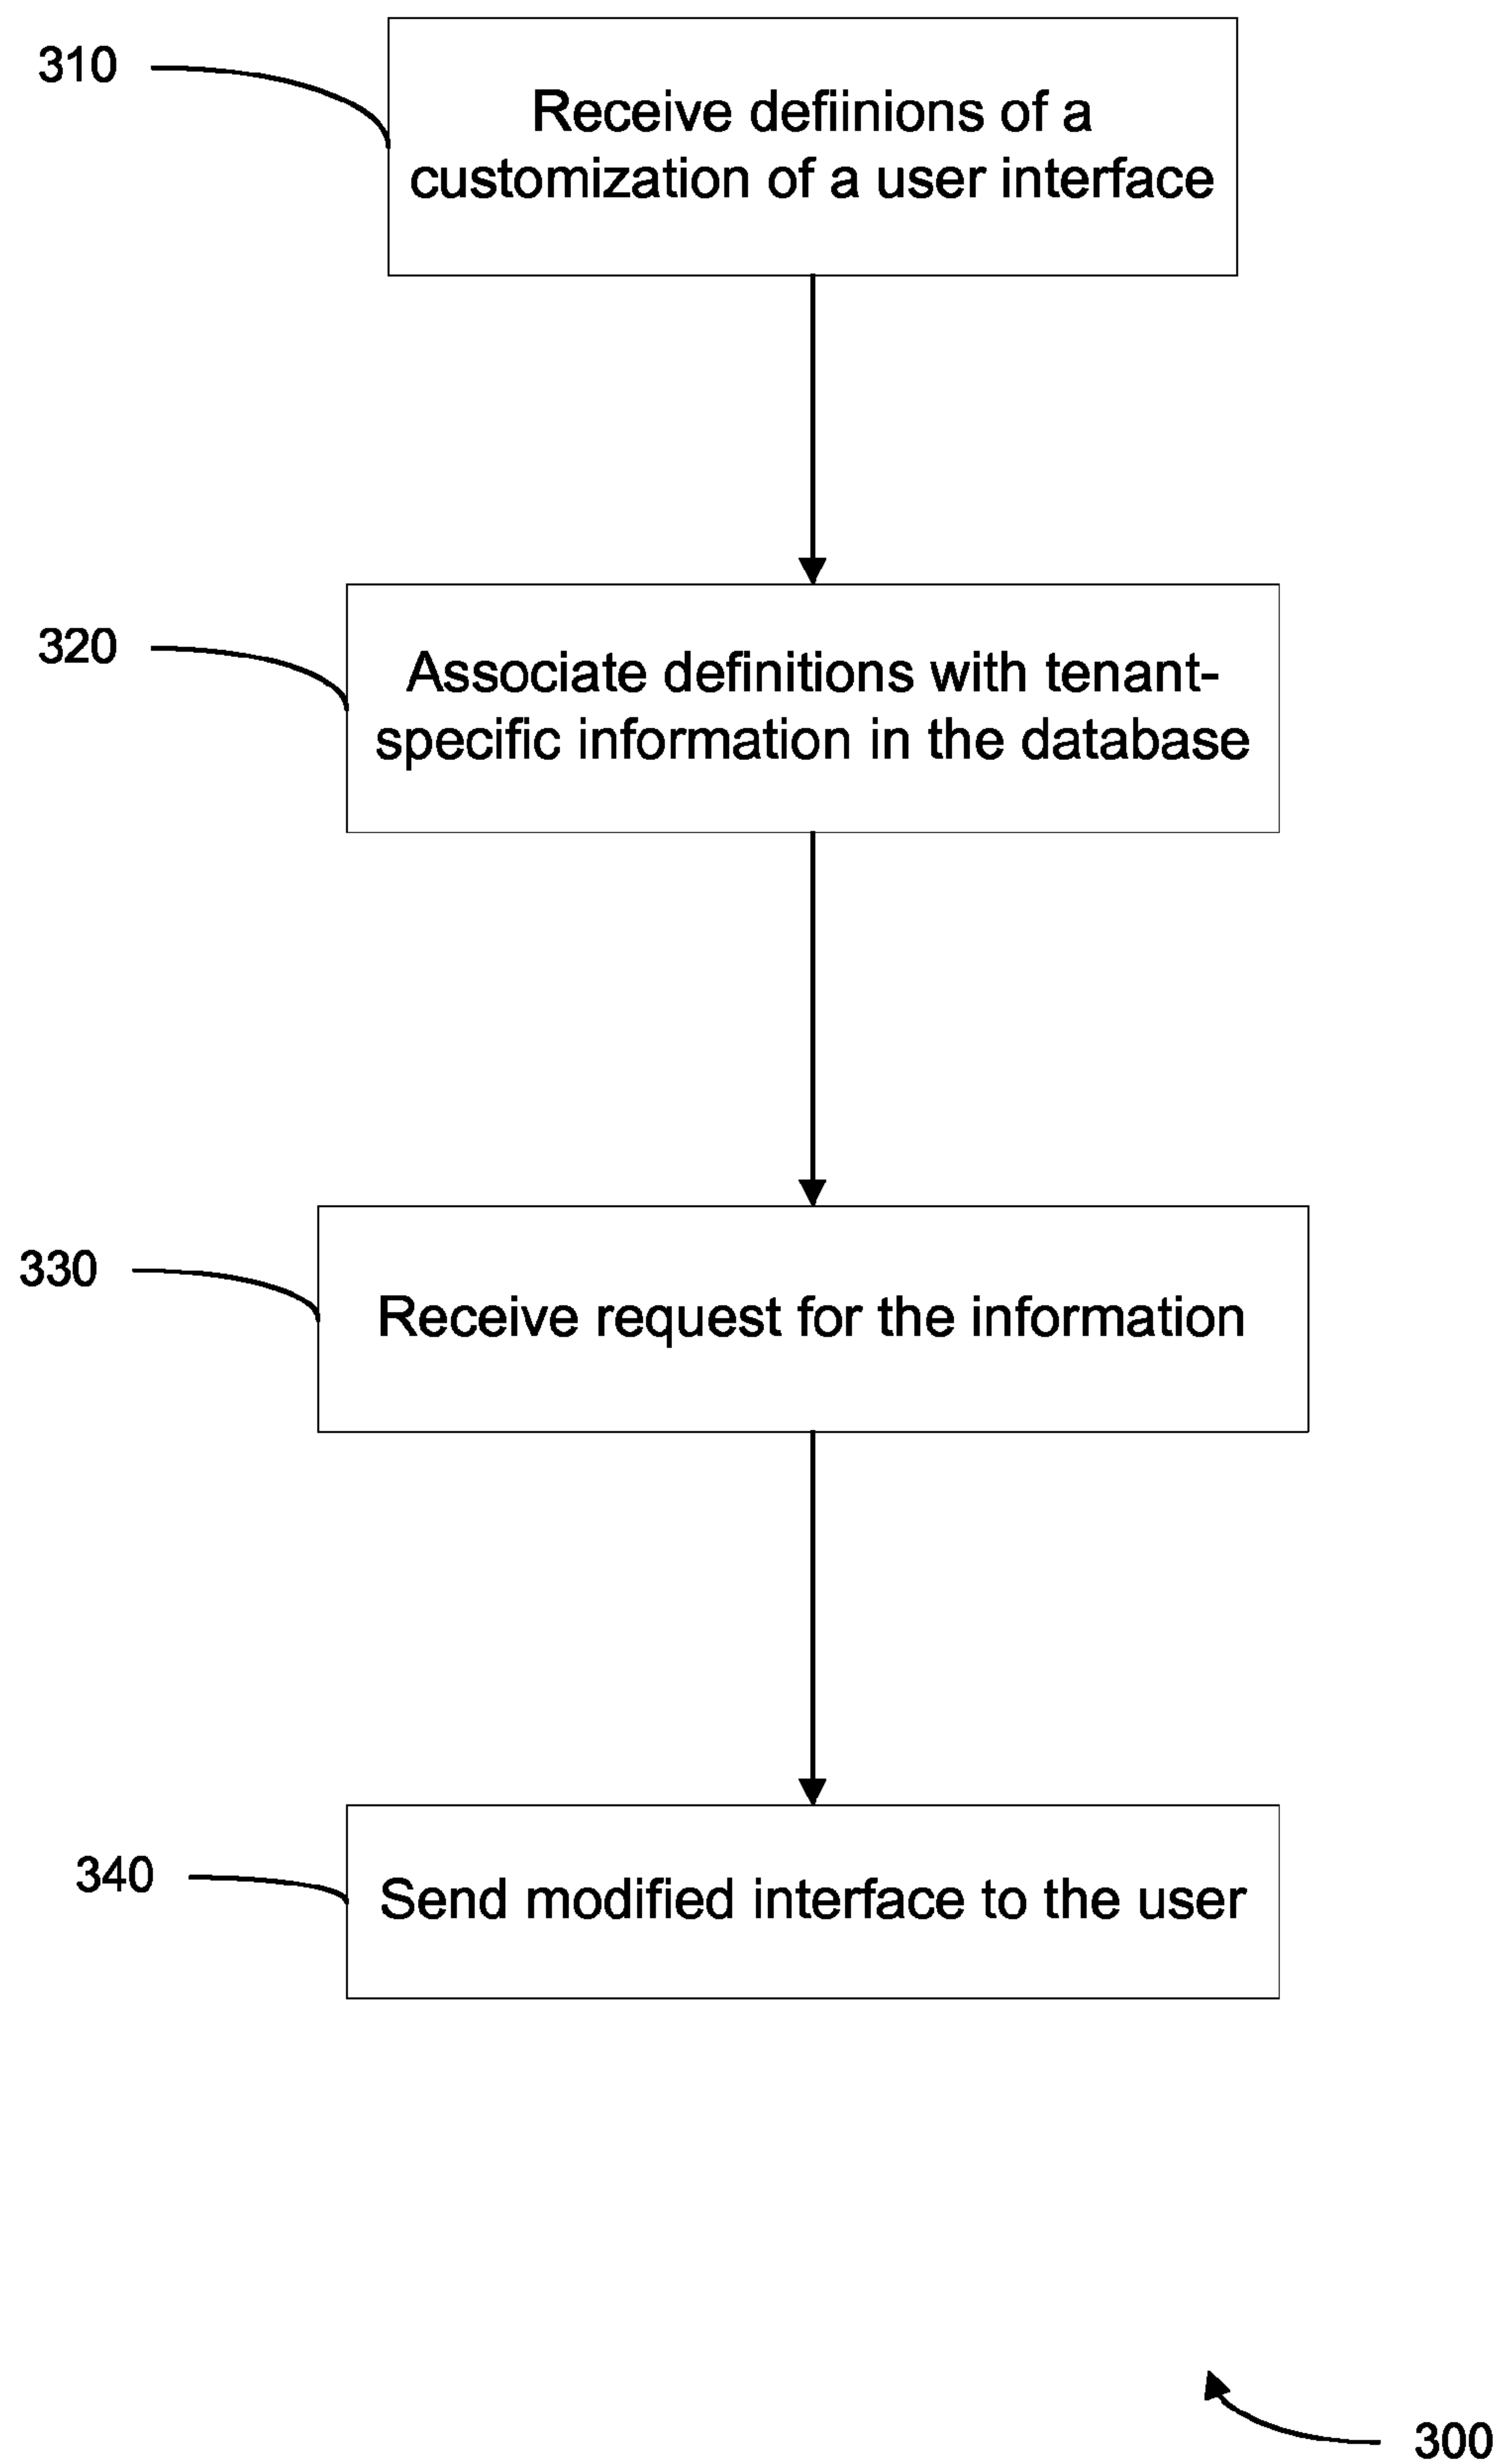 310
Receive defiinions of a
customization of a user interface
320
Associate definitions with tenant-
specific information in the database
330
Receive request for the information
340
Send modified interface to the user
300